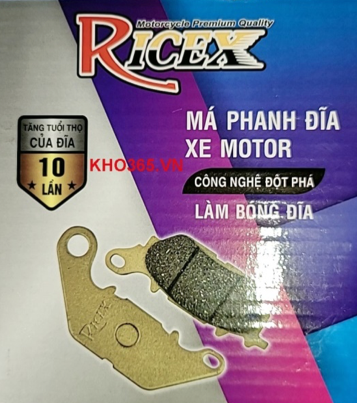 Motorcycle Premium Quality
RICEX
TĂNG TUỔI THỌ
CỦA ĐĨA
10
LẦN
KHO365.VN
MÁ PHANH ĐĨA
XE MOTOR
CÔNG NGHỆ ĐỘT PHÁ
LÀM BÓNG ĐĨA
RICEX